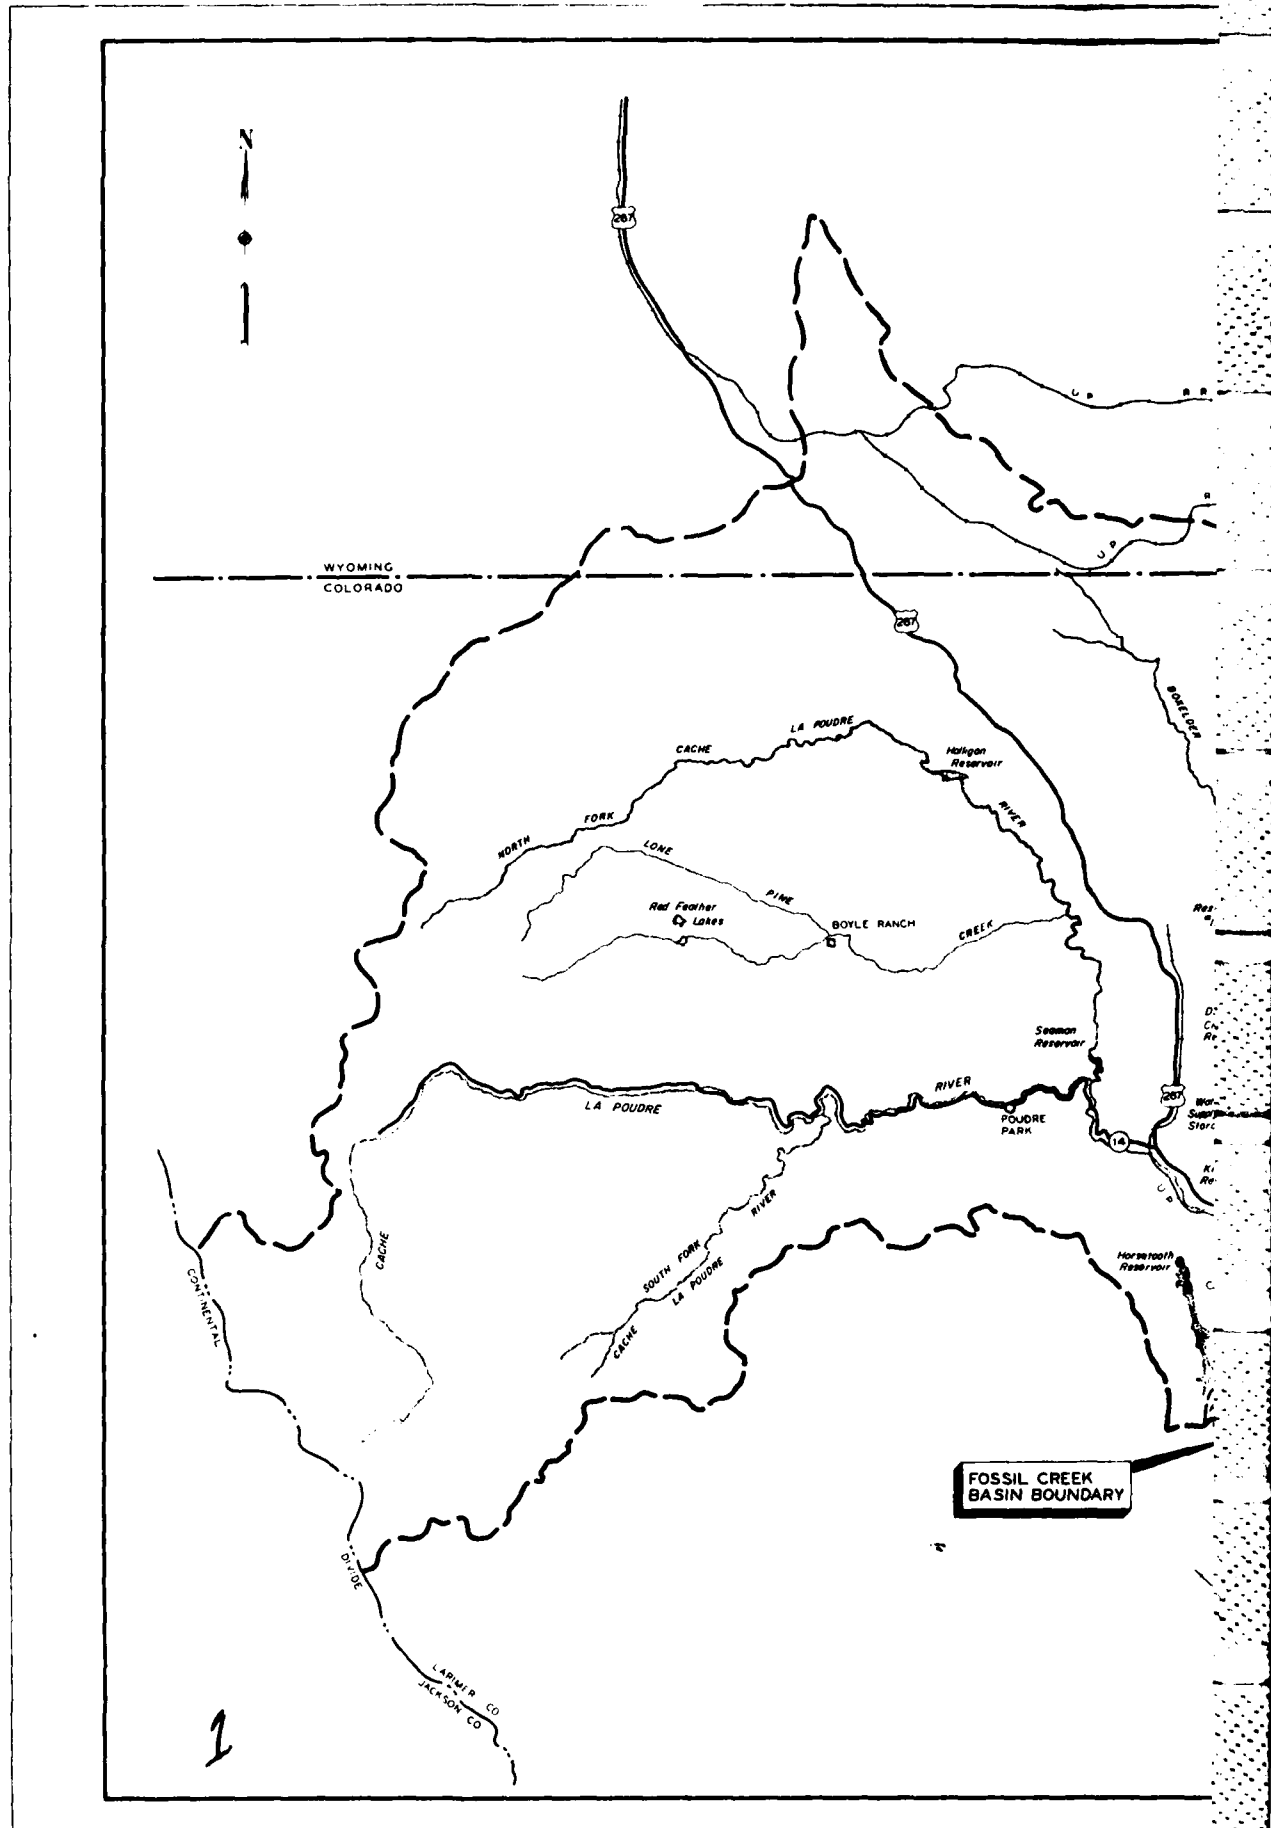 N
287
U P
R R
R
U P
WYOMING
COLORADO
287
BOXELDER
LA POUDRE
CACHE
Halligan
Reservoir
RIVER
FORK
NORTH
LONE
PINE
Red Feather
Lakes
BOYLE RANCH
CREEK
Res
Seaman
Reservoir
RIVER
LA POUDRE
POUDRE
PARK
287
14
U P
RIVER
CACHE
SOUTH FORK
LA POUDRE
CACHE
Horsetooth
Reservoir
CONTINENTAL
FOSSIL CREEK
BASIN BOUNDARY
DIVIDE
LARIMER CO
JACKSON CO
1